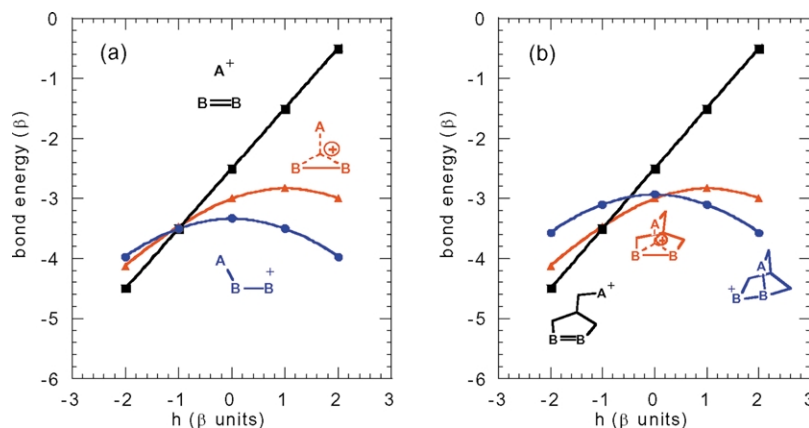 (a)
bond energy (β)
0
-1
-2
-3
-4
-5
-6
-3 -2 -1 0 1 2 3
h (β units)
A+
B=B
A
+
B B
A
B — B +
(b)
bond energy (β)
0
-1
-2
-3
-4
-5
-6
-3 -2 -1 0 1 2 3
h (β units)
A
+
B B
A+
B=B
A
+
B B